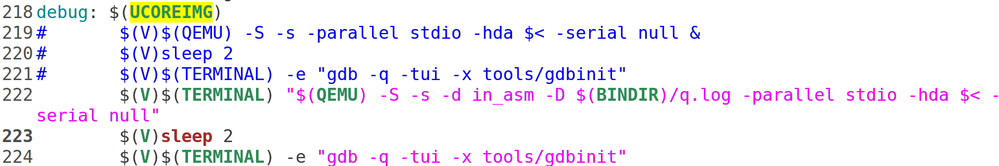 218 debug: $(UCOREIMG)
219 #       $(V)$(QEMU) -S -s -parallel stdio -hda $< -serial null &
220 #       $(V)sleep 2
221 #       $(V)$(TERMINAL) -e "gdb -q -tui -x tools/gdbinit"
222         $(V)$(TERMINAL) "$(QEMU) -S -s -d in_asm -D $(BINDIR)/q.log -parallel stdio -hda $< -
serial null"
223         $(V)sleep 2
224         $(V)$(TERMINAL) -e "gdb -q -tui -x tools/gdbinit"